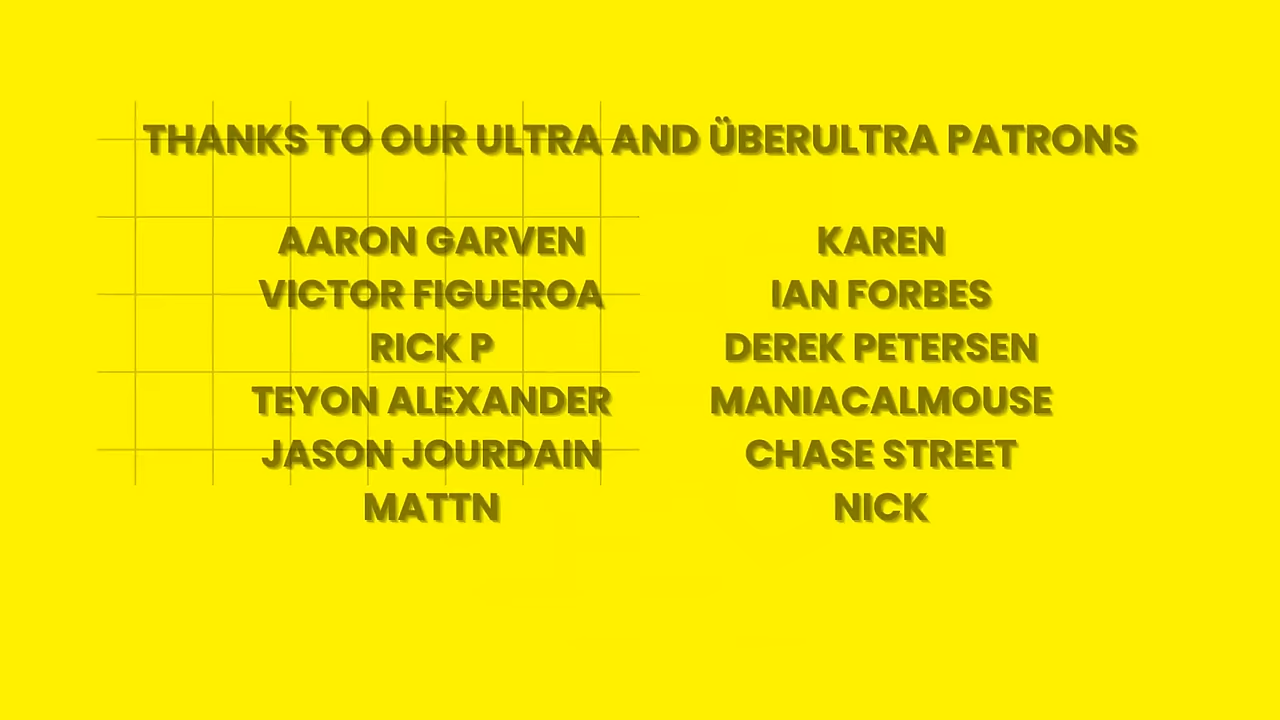 THANKS TO OUR ULTRA AND ÜBERULTRA PATRONS
AARON GARVEN
VICTOR FIGUEROA
RICK P
TEYON ALEXANDER
JASON JOURDAIN
MATTN
KAREN
IAN FORBES
DEREK PETERSEN
MANIACALMOUSE
CHASE STREET
NICK